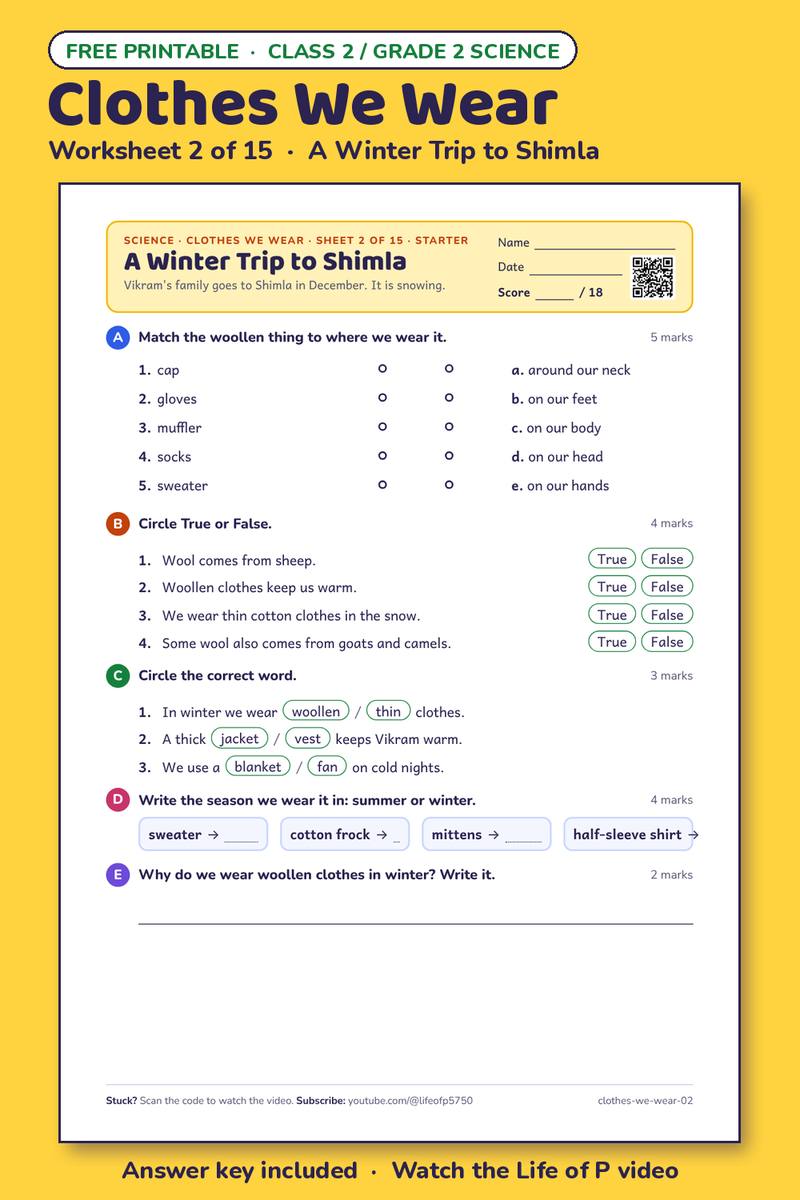 FREE PRINTABLE · CLASS 2 / GRADE 2 SCIENCE
Clothes We Wear
Worksheet 2 of 15 · A Winter Trip to Shimla
SCIENCE · CLOTHES WE WEAR · SHEET 2 OF 15 · STARTER
A Winter Trip to Shimla
Vikram's family goes to Shimla in December. It is snowing.
Name
Date
Score ______ / 18
A Match the woollen thing to where we wear it. 5 marks
1. cap a. around our neck
2. gloves b. on our feet
3. muffler c. on our body
4. socks d. on our head
5. sweater e. on our hands
B Circle True or False. 4 marks
1. Wool comes from sheep. True False
2. Woollen clothes keep us warm. True False
3. We wear thin cotton clothes in the snow. True False
4. Some wool also comes from goats and camels. True False
C Circle the correct word. 3 marks
1. In winter we wear woollen / thin clothes.
2. A thick jacket / vest keeps Vikram warm.
3. We use a blanket / fan on cold nights.
D Write the season we wear it in: summer or winter. 4 marks
sweater → cotton frock → mittens → half-sleeve shirt →
E Why do we wear woollen clothes in winter? Write it. 2 marks
Stuck? Scan the code to watch the video. Subscribe: youtube.com/@lifeofp5750 clothes-we-wear-02
Answer key included · Watch the Life of P video